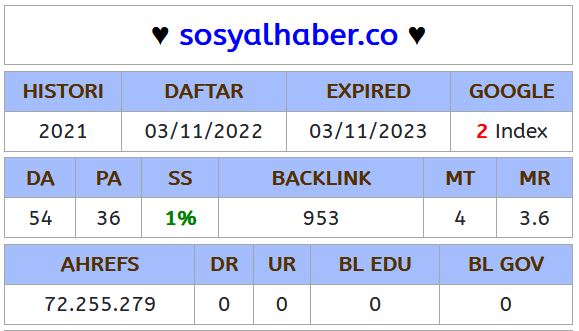 ♥ sosyalhaber.co ♥
HISTORI DAFTAR EXPIRED GOOGLE
2021 03/11/2022 03/11/2023 2 Index
DA PA SS BACKLINK MT MR
54 36 1% 953 4 3.6
AHREFS DR UR BL EDU BL GOV
72.255.279 0 0 0 0